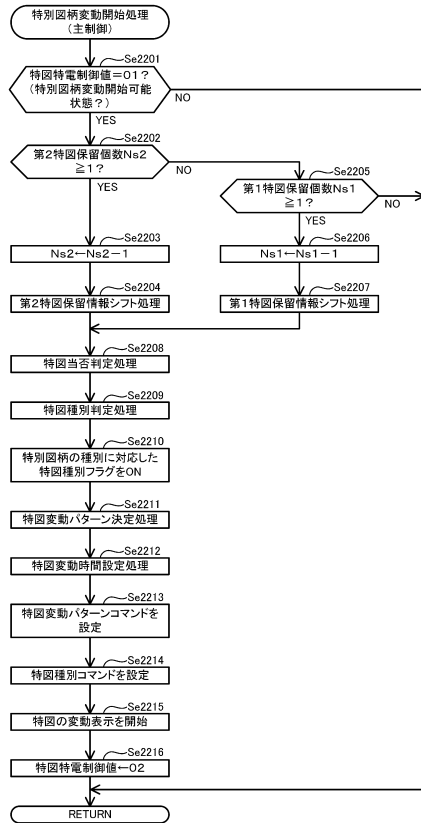 特別図柄変動開始処理
(主制御)
Se2201
特図特電制御値=01?
(特別図柄変動開始可能
状態?)
NO
YES
Se2202
第2特図保留個数Ns2
≧1?
NO
YES
Se2205
第1特図保留個数Ns1
≧1?
NO
YES
Se2203
Ns2←Ns2-1
Se2206
Ns1←Ns1-1
Se2204
第2特図保留情報シフト処理
Se2207
第1特図保留情報シフト処理
Se2208
特図当否判定処理
Se2209
特図種別判定処理
Se2210
特別図柄の種別に対応した
特図種別フラグをON
Se2211
特図変動パターン決定処理
Se2212
特図変動時間設定処理
Se2213
特図変動パターンコマンドを
設定
Se2214
特図種別コマンドを設定
Se2215
特図の変動表示を開始
Se2216
特図特電制御値←02
RETURN